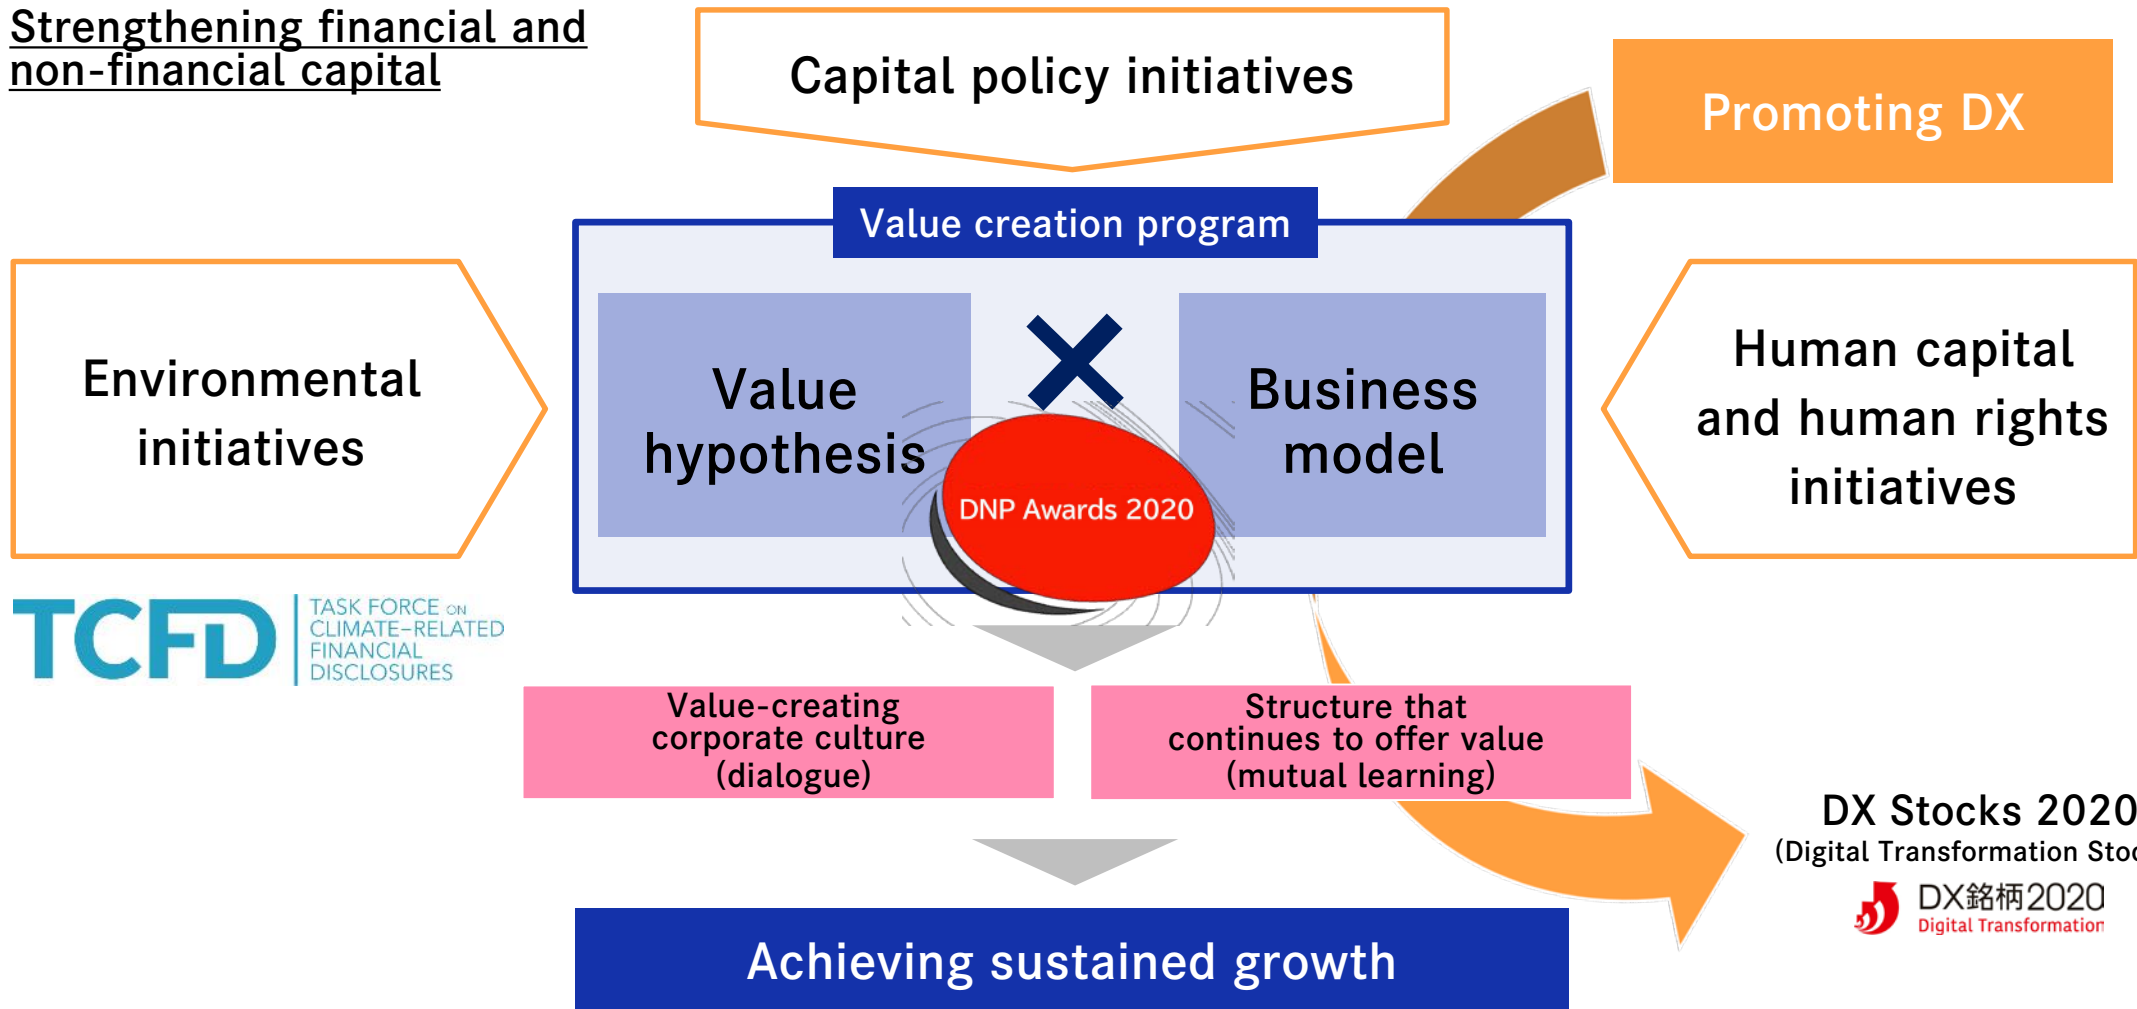 Strengthening financial and
non-financial capital
Capital policy initiatives
Promoting DX
Value creation program
Environmental
initiatives
Value
hypothesis
Business
model
DNP Awards 2020
Human capital
and human rights
initiatives
TCFD
TASK FORCE ON
CLIMATE-RELATED
FINANCIAL
DISCLOSURES
Value-creating
corporate culture
(dialogue)
Structure that
continues to offer value
(mutual learning)
DX Stocks 2020
(Digital Transformation
DX銘柄2020
Digital Transformation
Achieving sustained growth